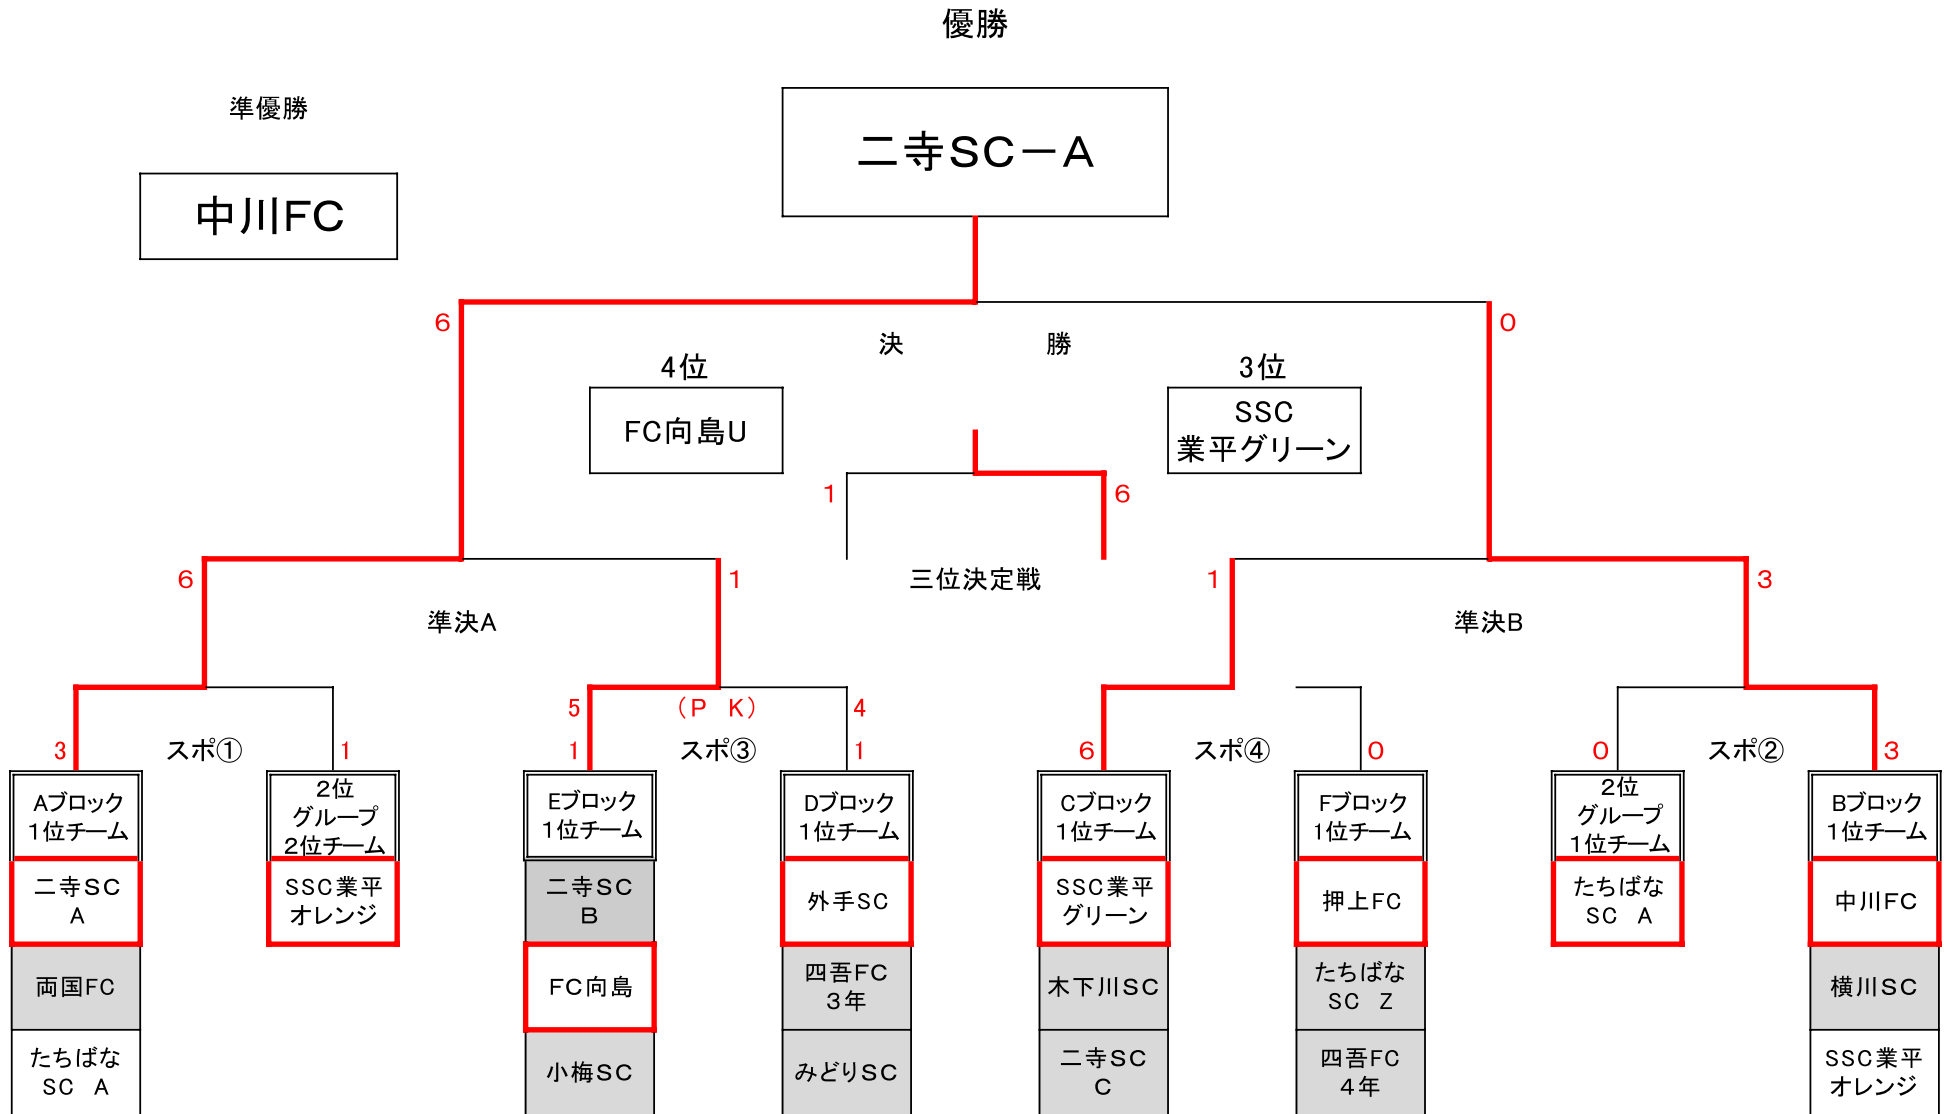 優勝
準優勝
二寺SC－A
中川FC
6
0
決　勝
4位
3位
FC向島U
SSC
業平グリーン
1
6
6
1
三位決定戦
1
3
準決A
準決B
5
（P　K）
4
3
スポ①
1
1
スポ③
1
6
スポ④
0
0
スポ②
3
Aブロック
1位チーム
2位
グループ
2位チーム
Eブロック
1位チーム
Dブロック
1位チーム
Cブロック
1位チーム
Fブロック
1位チーム
2位
グループ
1位チーム
Bブロック
1位チーム
二寺SC
A
SSC業平
オレンジ
二寺SC
B
外手SC
SSC業平
グリーン
押上FC
たちばな
SC　A
中川FC
両国FC
FC向島
四吾FC
3年
木下川SC
たちばな
SC　Z
横川SC
たちばな
SC　A
小梅SC
みどりSC
二寺SC
C
四吾FC
4年
SSC業平
オレンジ